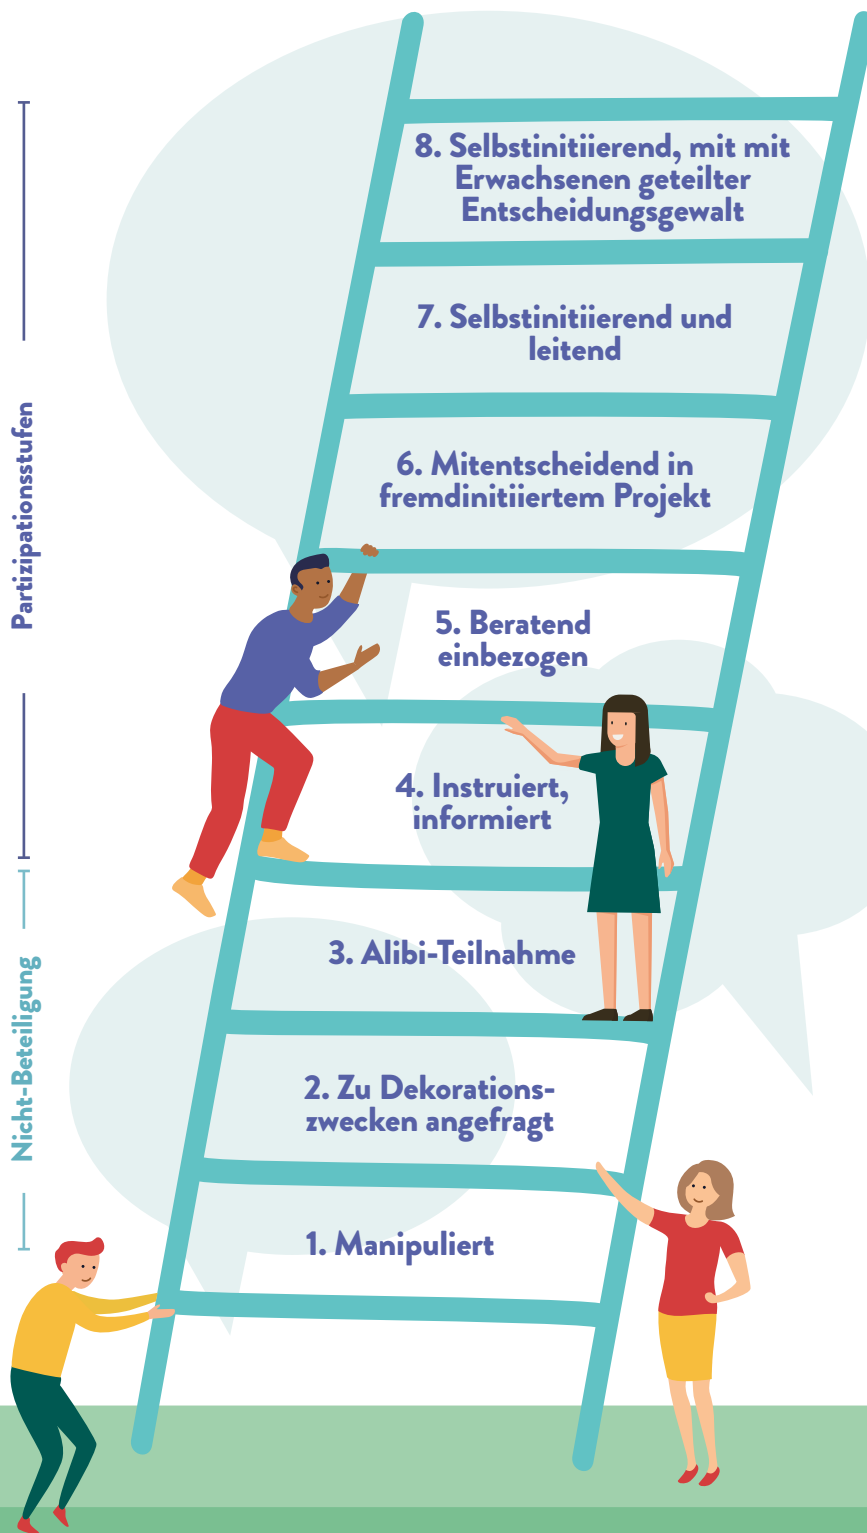 8. Selbstinitiierend, mit mit
Erwachsenen geteilter
Entscheidungsgewalt
7. Selbstinitiierend und
leitend
6. Mitentscheidend in
fremdinitiiertem Projekt
5. Beratend
einbezogen
4. Instruiert,
informiert
3. Alibi-Teilnahme
2. Zu Dekorations-
zwecken angefragt
1. Manipuliert
Partizipationsstufen
Nicht-Beteiligung